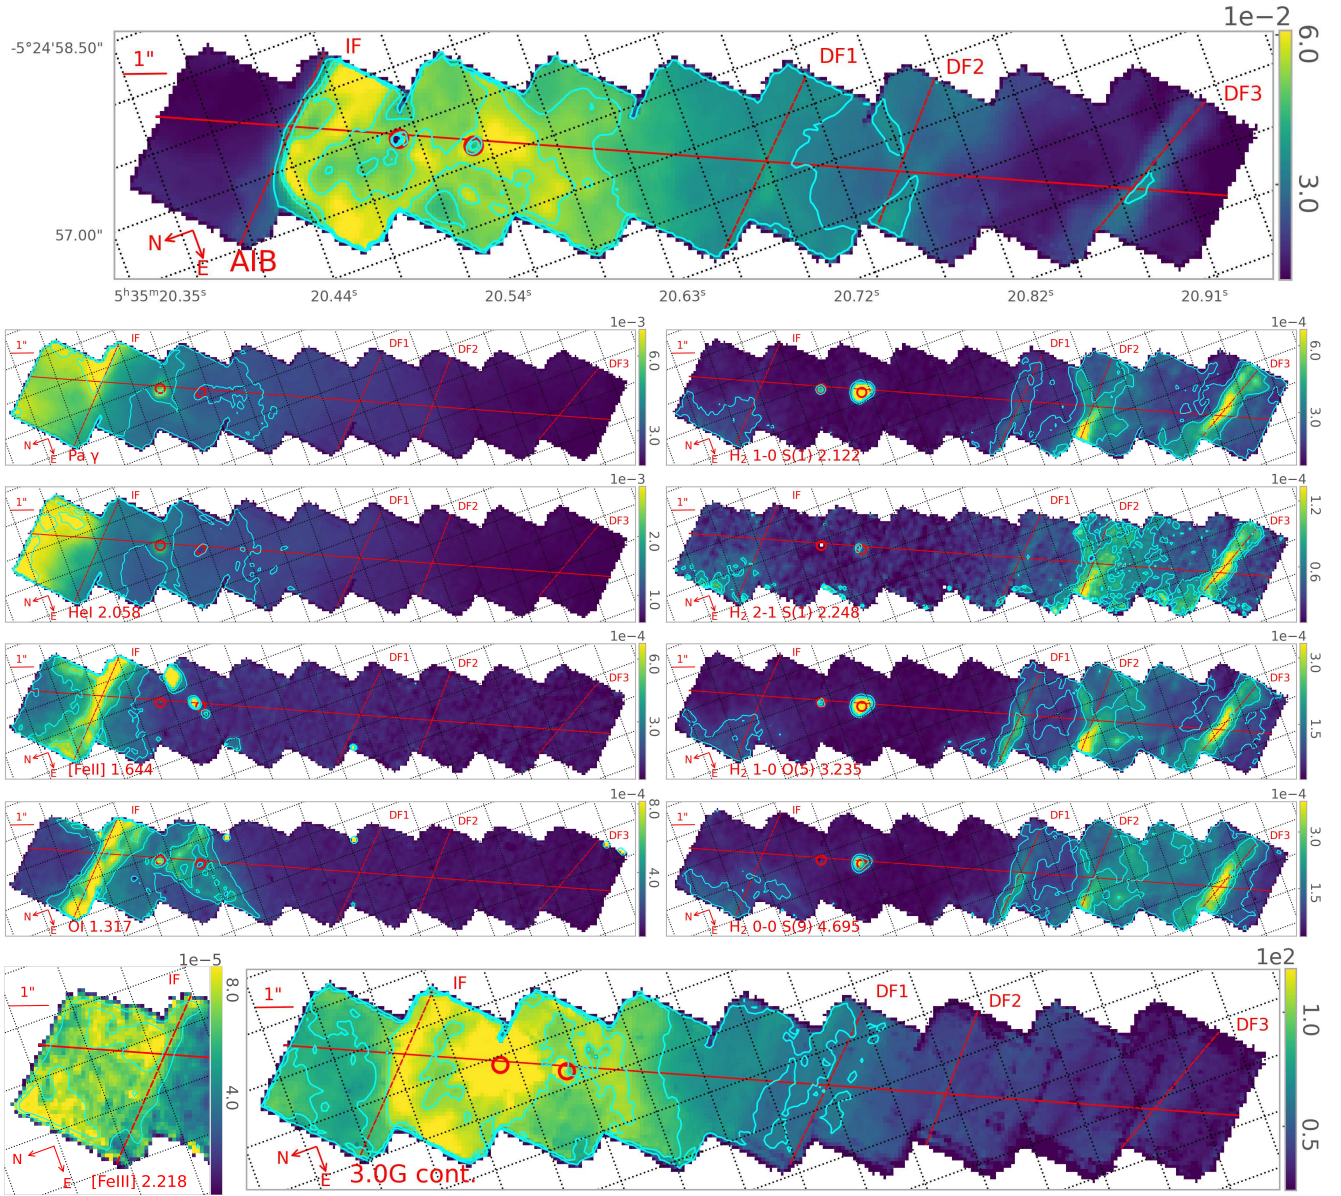 1e−2
-5°24'58.50"
57.00"
1"
IF
DF1
DF2
DF3
6.0
3.0
N
E
AIB
5ʰ35ᵐ20.35ˢ
20.44ˢ
20.54ˢ
20.63ˢ
20.72ˢ
20.82ˢ
20.91ˢ
1e−3
1"
IF
DF1
DF2
DF3
6.0
3.0
N
E
Pa γ
1e−4
1"
IF
DF1
DF2
DF3
6.0
3.0
N
E
H₂ 1-0 S(1) 2.122
1e−3
1"
IF
DF1
DF2
DF3
2.0
1.0
N
E
HeI 2.058
1e−4
1"
IF
DF1
DF2
DF3
1.2
0.6
N
E
H₂ 2-1 S(1) 2.248
1e−4
1"
IF
DF1
DF2
DF3
6.0
3.0
N
E
[FeII] 1.644
1e−4
1"
IF
DF1
DF2
DF3
3.0
1.5
N
E
H₂ 1-0 O(5) 3.235
1e−4
1"
IF
DF1
DF2
DF3
8.0
4.0
N
E
OI 1.317
1e−4
1"
IF
DF1
DF2
DF3
3.0
1.5
N
E
H₂ 0-0 S(9) 4.695
1e−5
1"
IF
8.0
4.0
N
E
[FeIII] 2.218
1e2
1"
IF
DF1
DF2
DF3
1.0
0.5
N
E
3.0G cont.